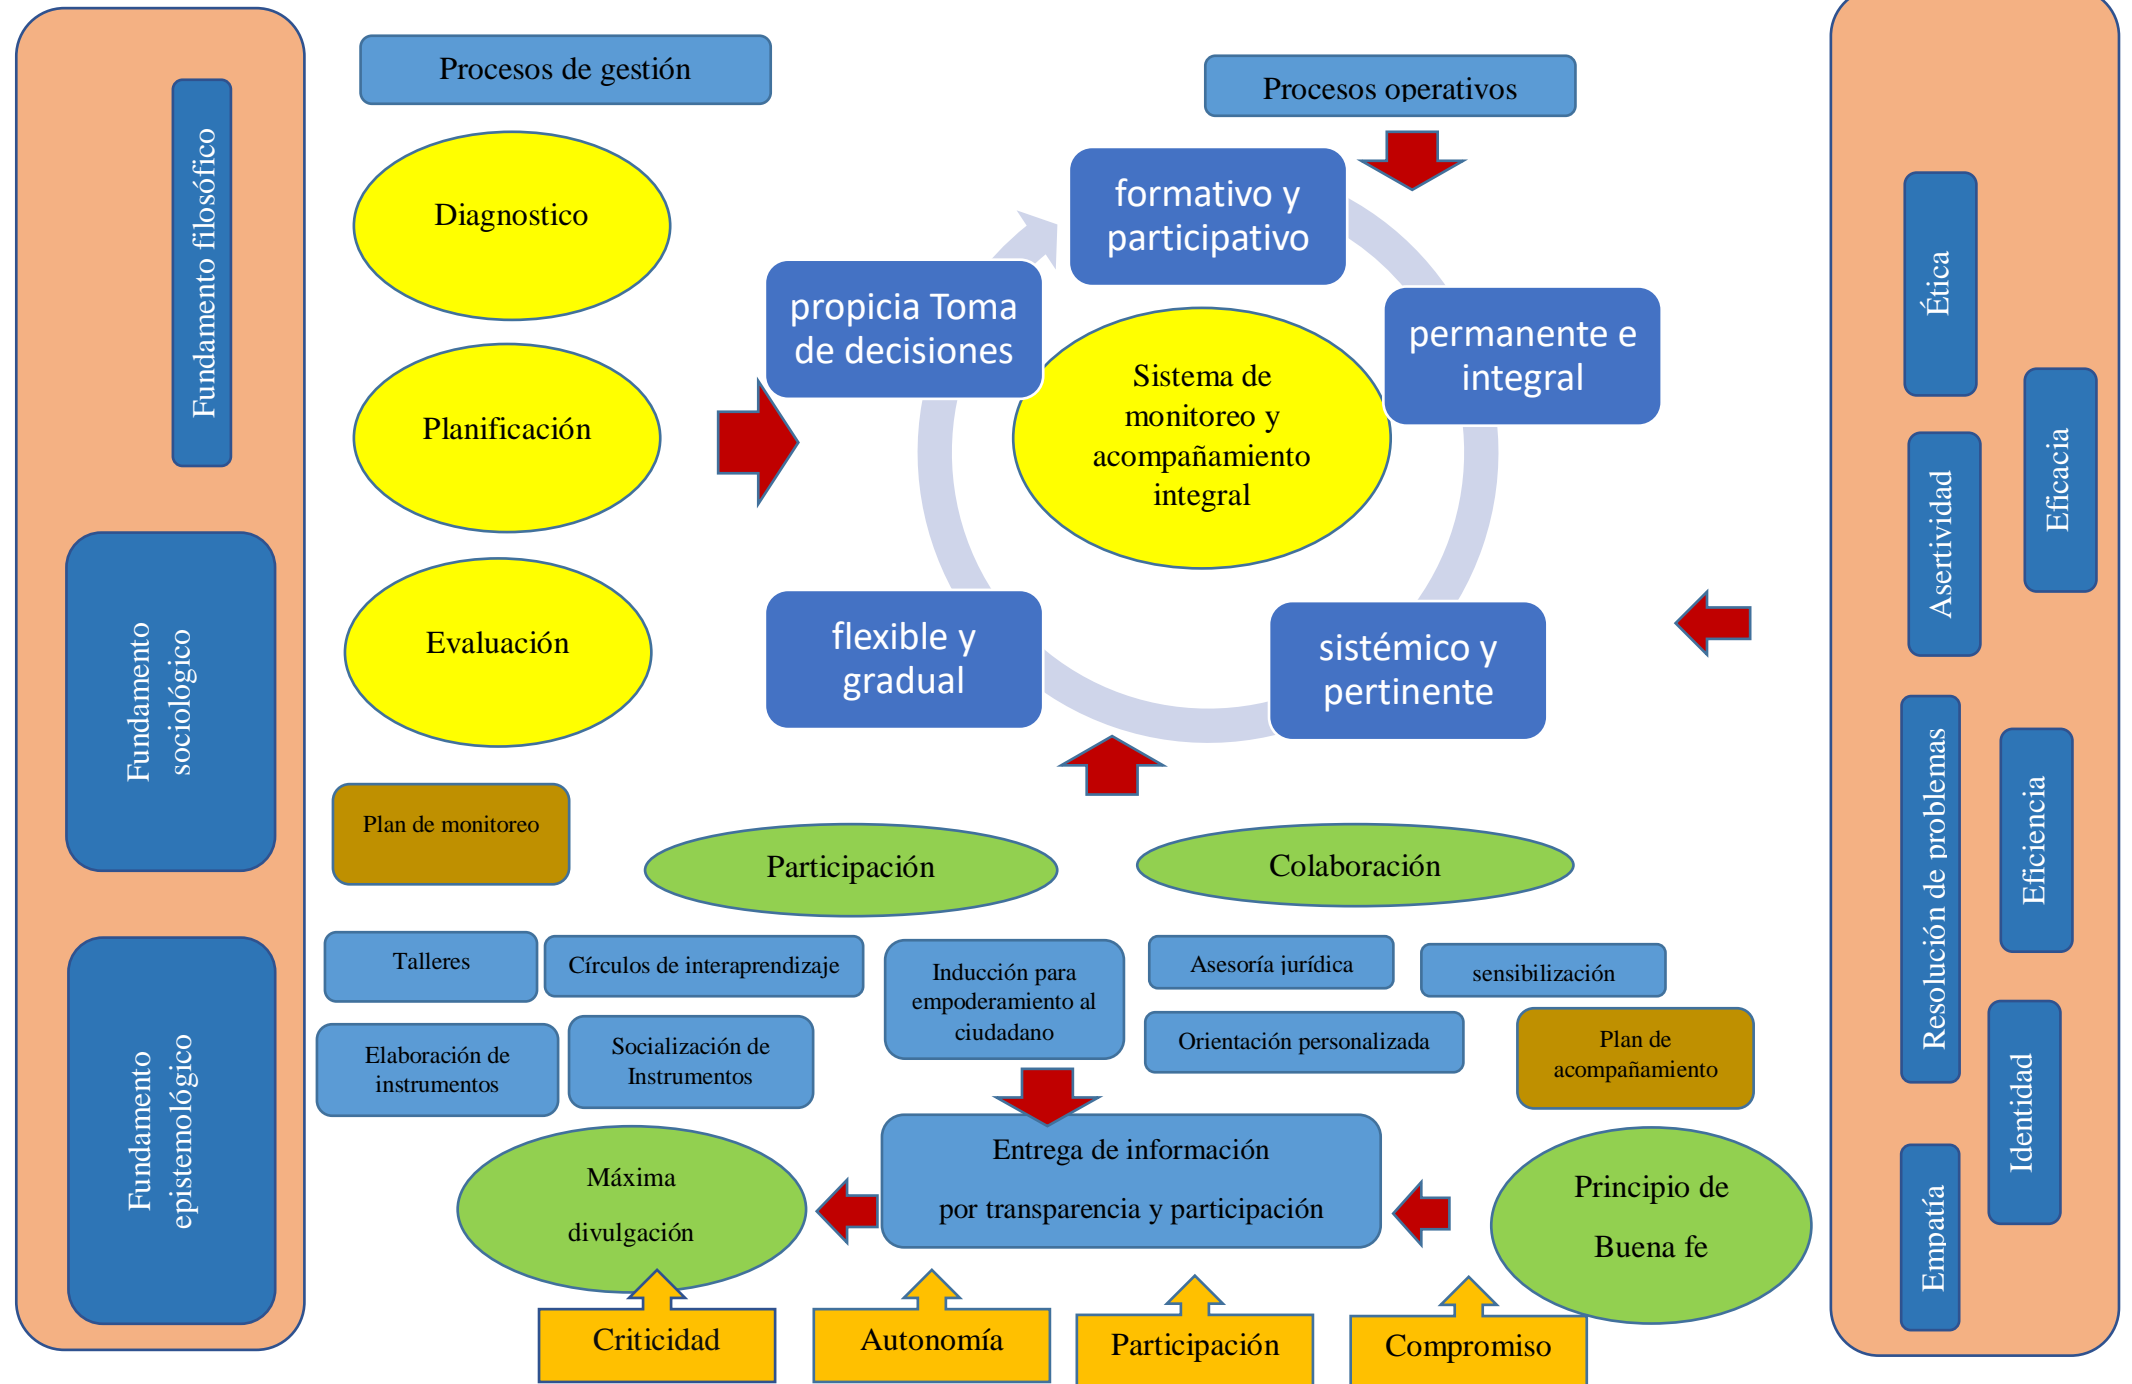 Fundamento filosófico
Fundamento
sociológico
Fundamento
epistemológico
Procesos de gestión
Diagnostico
Planificación
Evaluación
Procesos operativos
formativo y
participativo
permanente e
integral
sistémico y
pertinente
flexible y
gradual
propicia Toma
de decisiones
Sistema de
monitoreo y
acompañamiento
integral
Plan de monitoreo
Participación
Colaboración
Talleres
Círculos de interaprendizaje
Inducción para
empoderamiento al
ciudadano
Asesoría jurídica
sensibilización
Elaboración de
instrumentos
Socialización de
Instrumentos
Orientación personalizada
Plan de
acompañamiento
Máxima
divulgación
Entrega de información
por transparencia y participación
Principio de
Buena fe
Criticidad
Autonomía
Participación
Compromiso
Ética
Eficacia
Asertividad
Resolución de problemas
Eficiencia
Identidad
Empatía